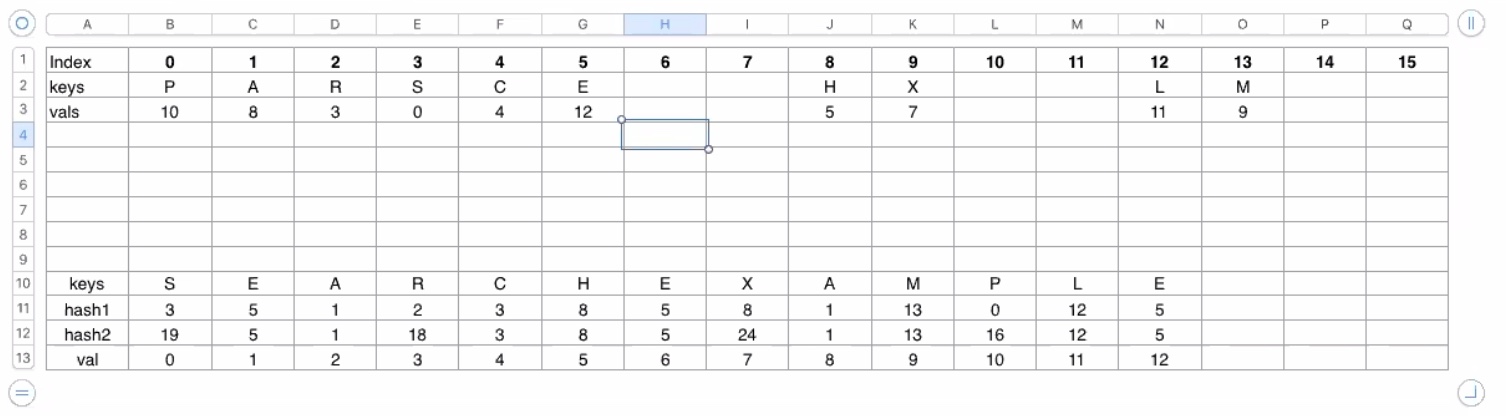 A B C D E F G H I J K L M N O P Q
1 Index 0 1 2 3 4 5 6 7 8 9 10 11 12 13 14 15
2 keys P A R S C E H X L M
3 vals 10 8 3 0 4 12 5 7 11 9
4
5
6
7
8
9
10 keys S E A R C H E X A M P L E
11 hash1 3 5 1 2 3 8 5 8 1 13 0 12 5
12 hash2 19 5 1 18 3 8 5 24 1 13 16 12 5
13 val 0 1 2 3 4 5 6 7 8 9 10 11 12